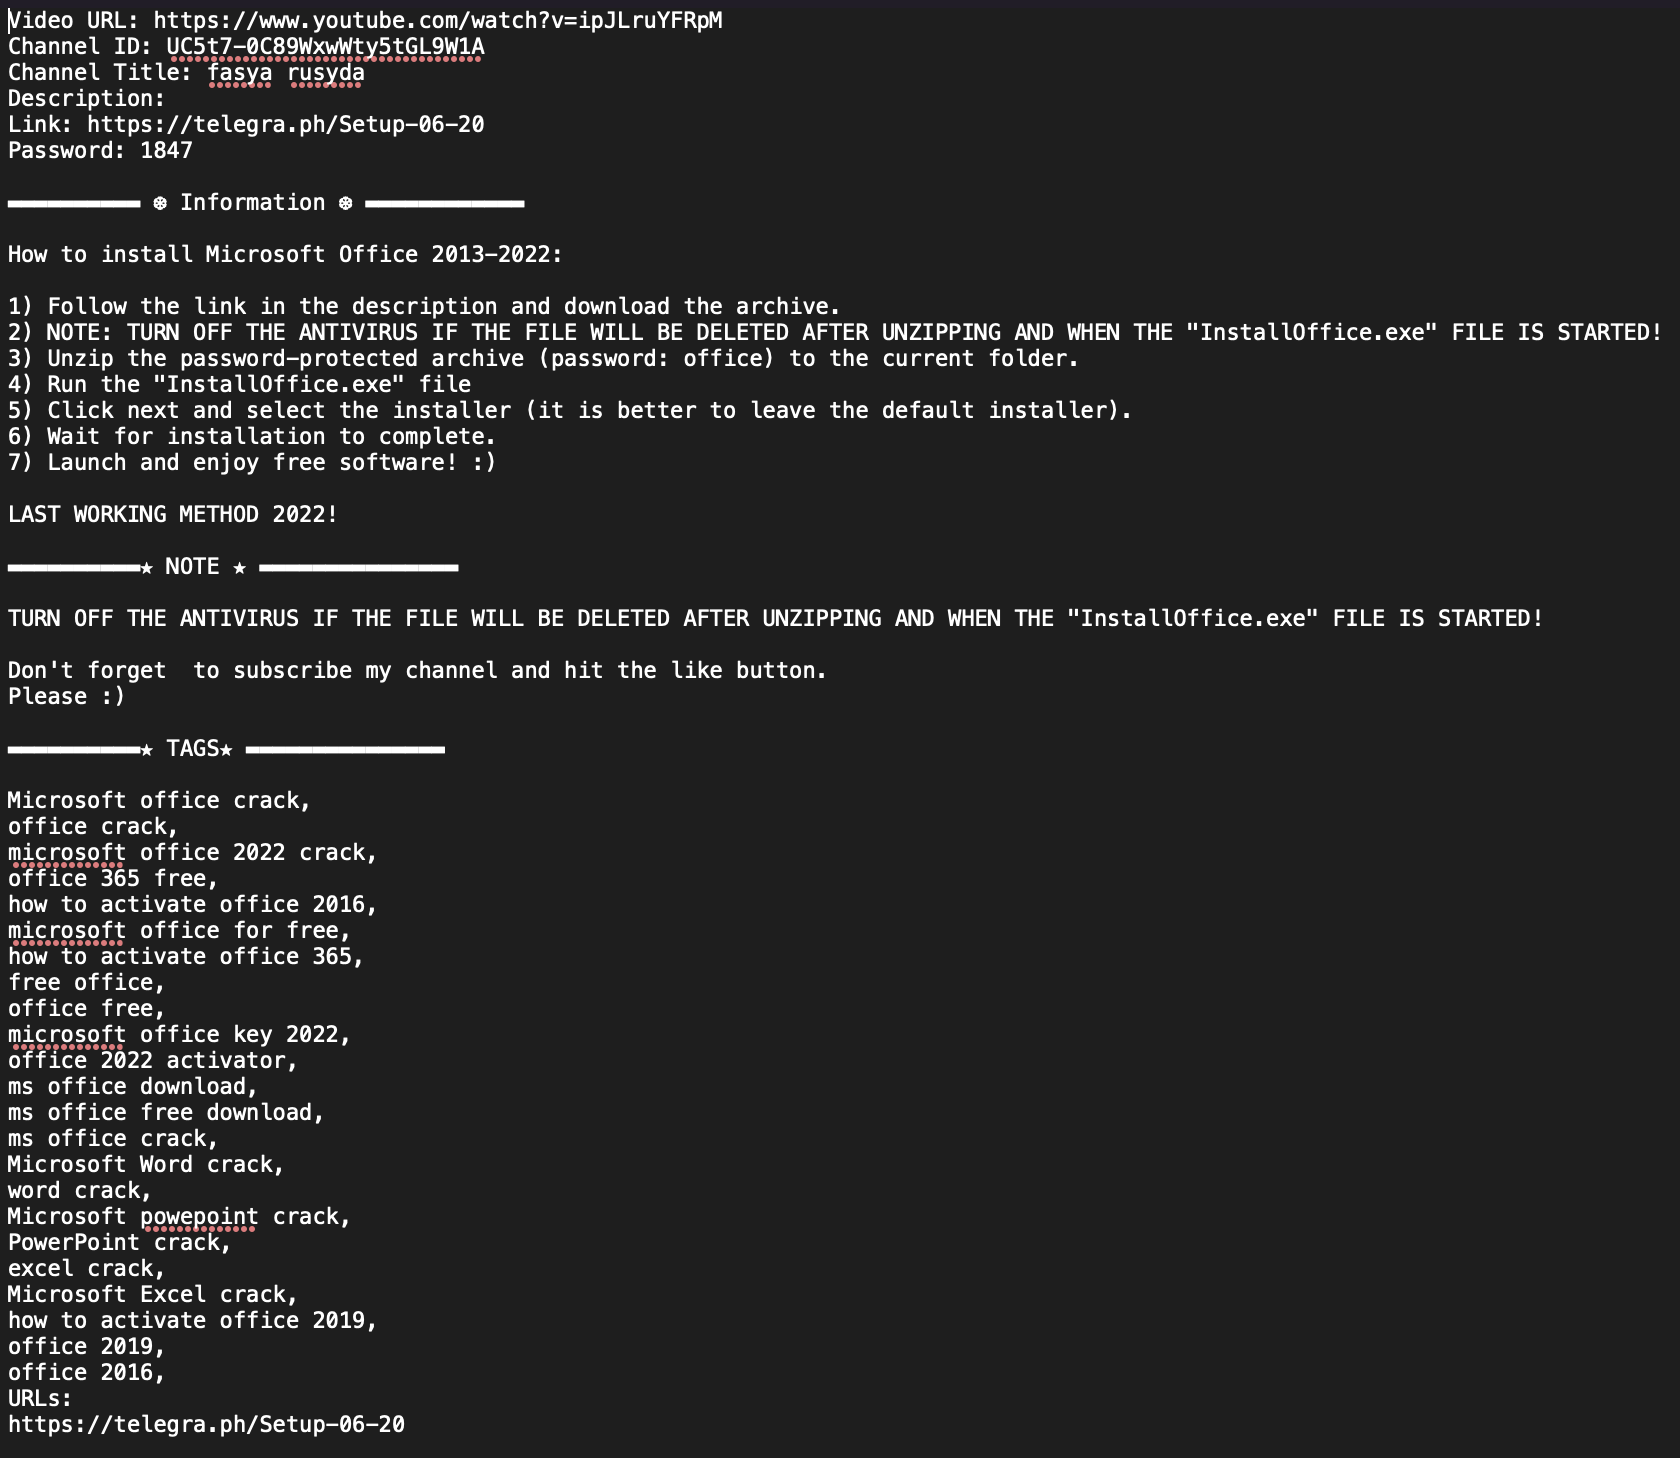 Video URL: https://www.youtube.com/watch?v=ipJLruYFRpM
Channel ID: UC5t7-0C89WxwWty5tGL9W1A
Channel Title: fasya rusyda
Description:
Link: https://telegra.ph/Setup-06-20
Password: 1847
━━━━━━━━━━ ❆ Information ❆ ━━━━━━━━━━━━
How to install Microsoft Office 2013-2022:
1) Follow the link in the description and download the archive.
2) NOTE: TURN OFF THE ANTIVIRUS IF THE FILE WILL BE DELETED AFTER UNZIPPING AND WHEN THE "InstallOffice.exe" FILE IS STARTED!
3) Unzip the password-protected archive (password: office) to the current folder.
4) Run the "InstallOffice.exe" file
5) Click next and select the installer (it is better to leave the default installer).
6) Wait for installation to complete.
7) Launch and enjoy free software! :)
LAST WORKING METHOD 2022!
━━━━━━━━━━★ NOTE ★ ━━━━━━━━━━━━━━━
TURN OFF THE ANTIVIRUS IF THE FILE WILL BE DELETED AFTER UNZIPPING AND WHEN THE "InstallOffice.exe" FILE IS STARTED!
Don't forget  to subscribe my channel and hit the like button.
Please :)
━━━━━━━━━━★ TAGS★ ━━━━━━━━━━━━━━━
Microsoft office crack,
office crack,
microsoft office 2022 crack,
office 365 free,
how to activate office 2016,
microsoft office for free,
how to activate office 365,
free office,
office free,
microsoft office key 2022,
office 2022 activator,
ms office download,
ms office free download,
ms office crack,
Microsoft Word crack,
word crack,
Microsoft powepoint crack,
PowerPoint crack,
excel crack,
Microsoft Excel crack,
how to activate office 2019,
office 2019,
office 2016,
URLs:
https://telegra.ph/Setup-06-20